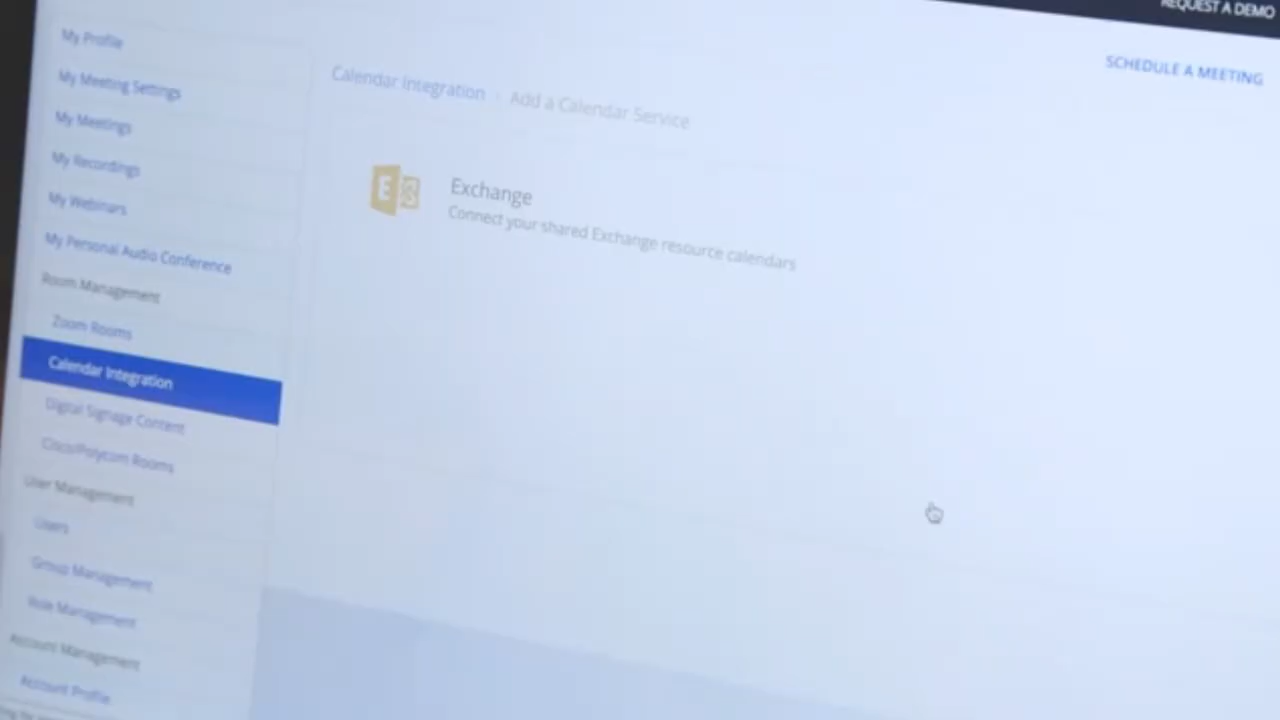 REQUEST A DEMO
SCHEDULE A MEETING
My Profile
My Meeting Settings
My Meetings
My Recordings
My Webinars
My Personal Audio Conference
Room Management
Zoom Rooms
Calendar Integration
Digital Signage Content
Cisco/Polycom Rooms
User Management
Users
Group Management
Role Management
Account Management
Account Profile
Calendar Integration › Add a Calendar Service
E
Exchange
Connect your shared Exchange resource calendars